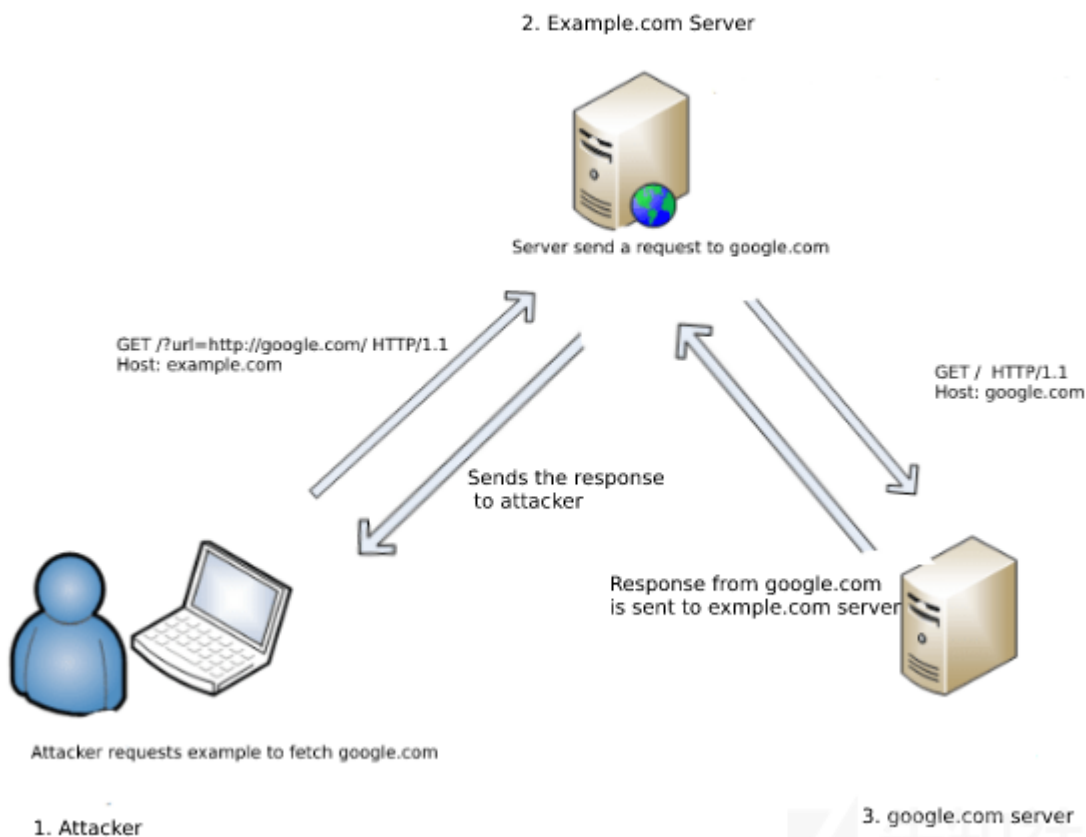 2. Example.com Server
Server send a request to google.com
GET /?url=http://google.com/ HTTP/1.1
Host: example.com
GET / HTTP/1.1
Host: google.com
Sends the response
to attacker
Response from google.com
is sent to exmple.com server
Attacker requests example to fetch google.com
1. Attacker
3. google.com server